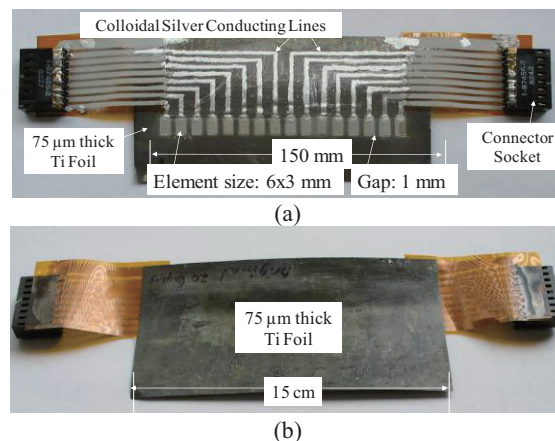 Colloidal Silver Conducting Lines
75 µm thick
Ti Foil
150 mm
Connector
Socket
Element size: 6x3 mm
Gap: 1 mm
(a)
75 µm thick
Ti Foil
15 cm
(b)